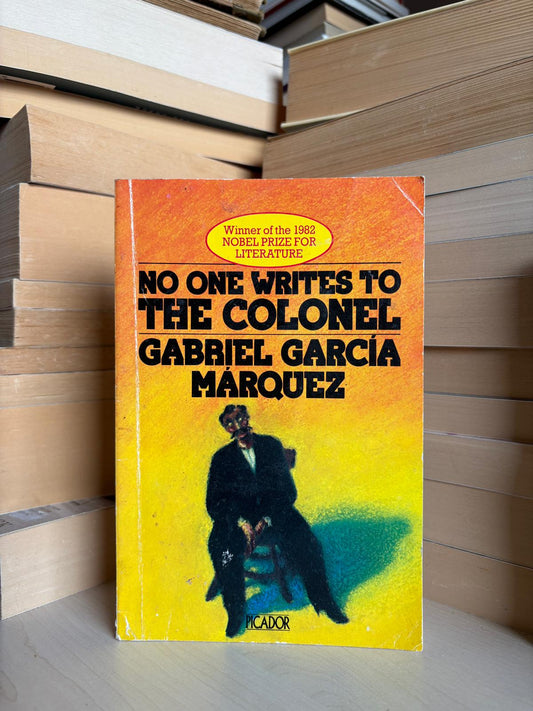 Winner of the 1982
NOBEL PRIZE FOR
LITERATURE
NO ONE WRITES TO
THE COLONEL
GABRIEL GARCÍA
MÁRQUEZ
PICADOR